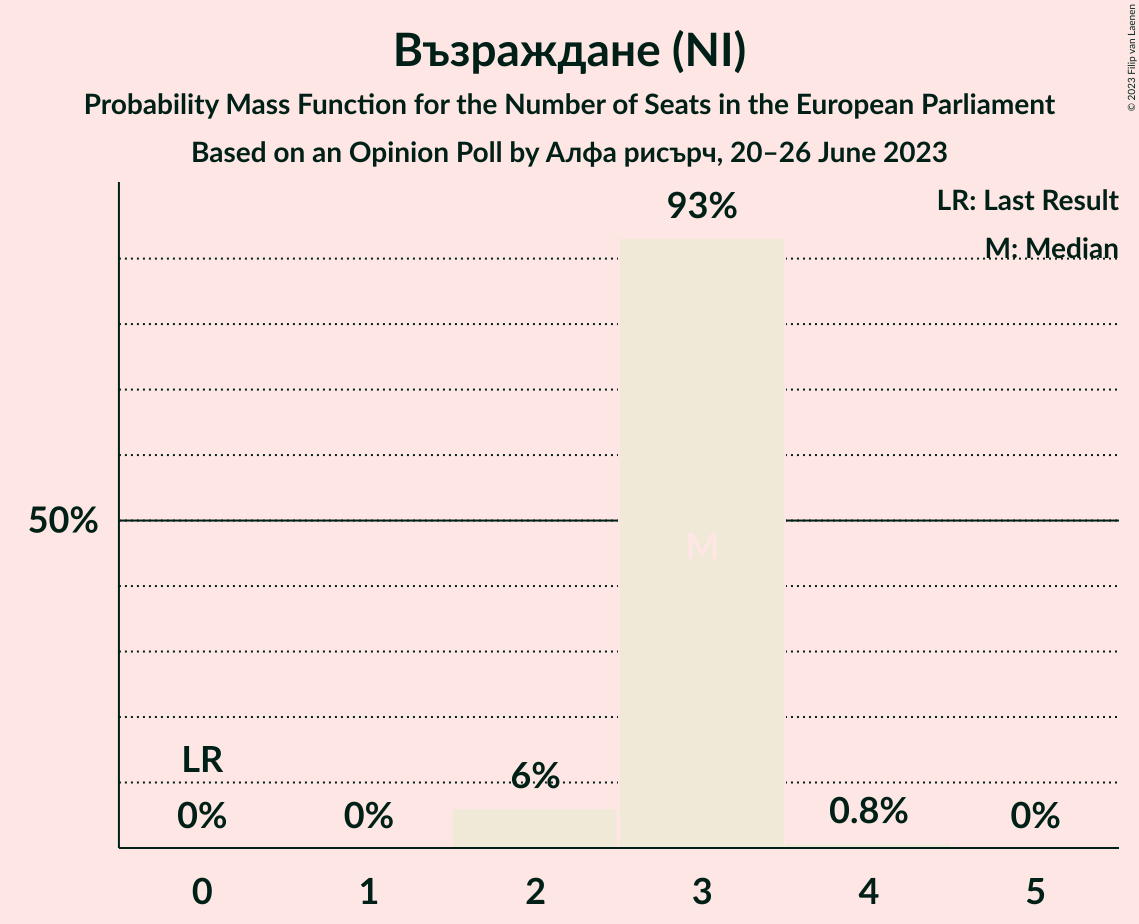 Възраждане (NI)
Probability Mass Function for the Number of Seats in the European Parliament
Based on an Opinion Poll by Алфа рисърч, 20–26 June 2023
© 2023 Filip van Laenen
LR: Last Result
M: Median
93%
50%
M
LR
0%
0%
6%
0.8%
0%
0
1
2
3
4
5